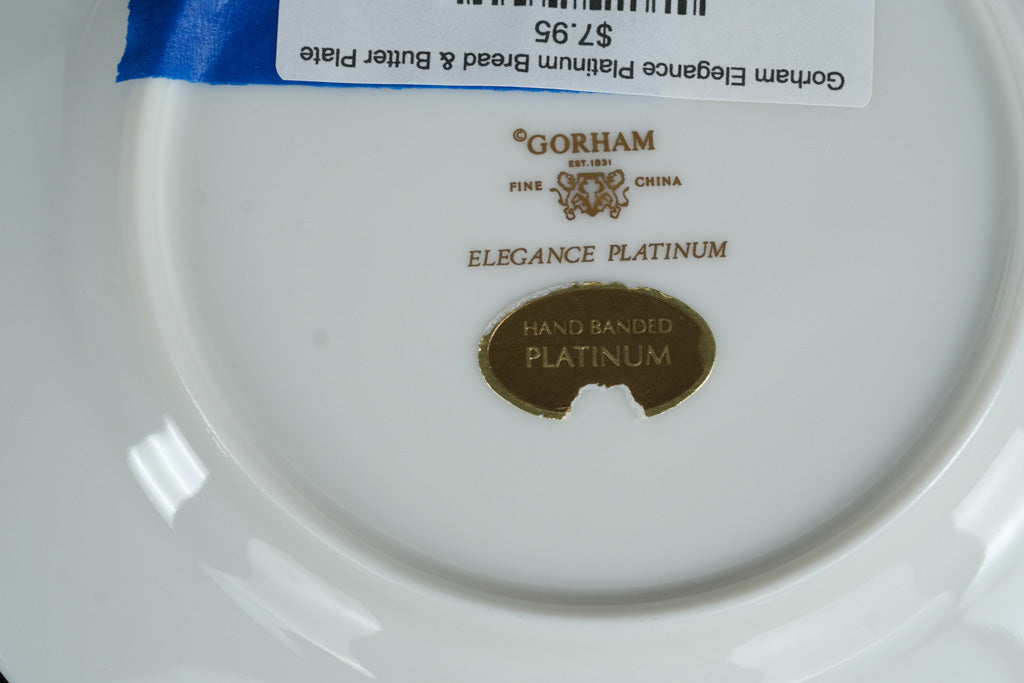 $7.95
Gorham Elegance Platinum Bread & Butter Plate
©GORHAM
EST. 1831
FINE CHINA
ELEGANCE PLATINUM
HAND BANDED
PLATINUM